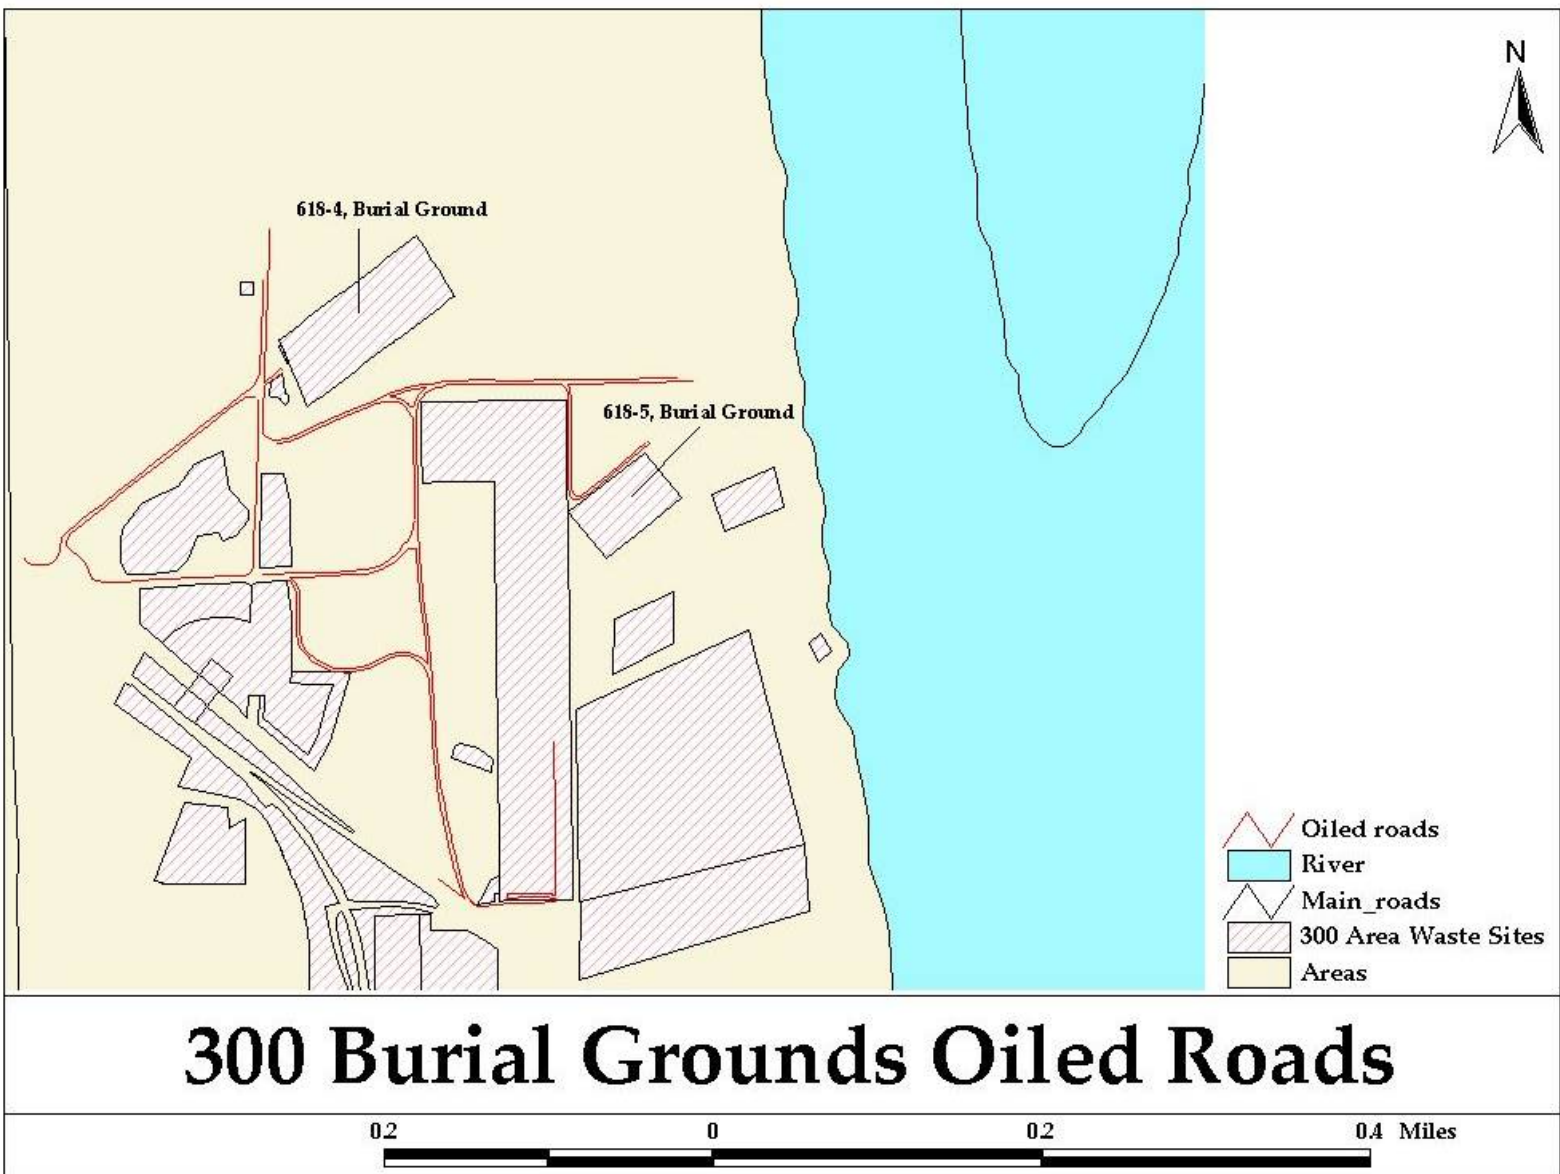 N
618-4, Burial Ground
618-5, Burial Ground
Oiled roads
River
Main_roads
300 Area Waste Sites
Areas
300 Burial Grounds Oiled Roads
0.2 0 0.2 0.4 Miles